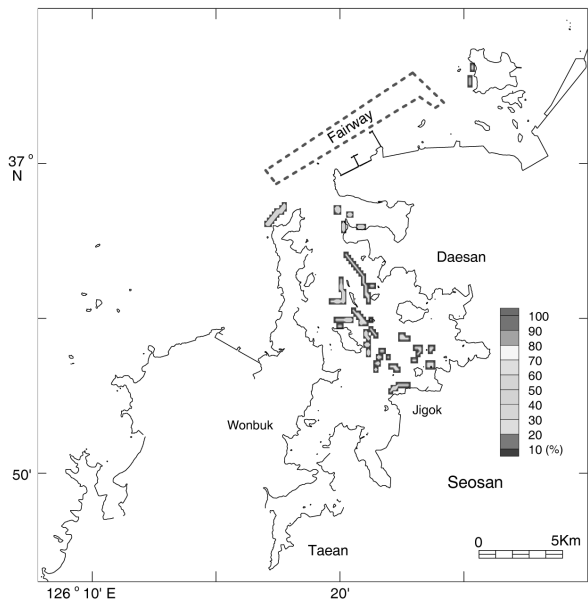 Fairway
37 °
N
Daesan
100
90
80
70
60
50
40
30
20
10 (%)
Jigok
Wonbuk
50'
Seosan
0 5Km
Taean
126 ° 10' E 20'